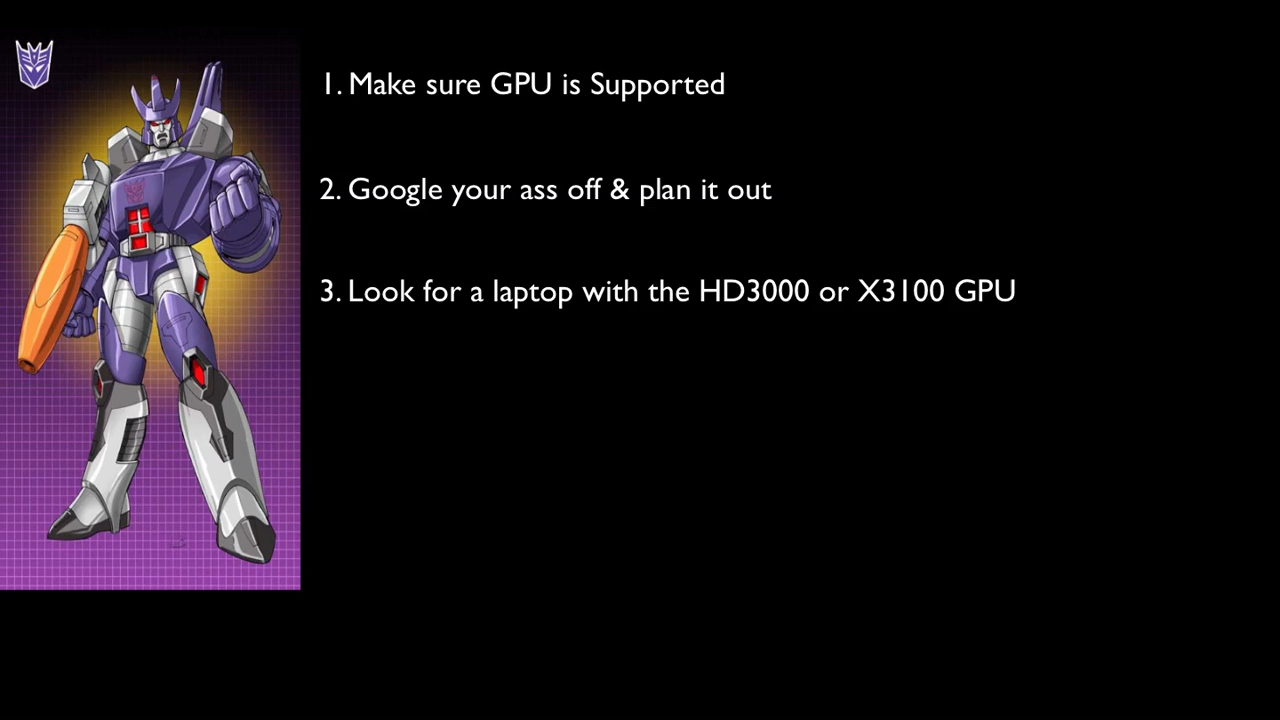 1. Make sure GPU is Supported
2. Google your ass off & plan it out
3. Look for a laptop with the HD3000 or X3100 GPU